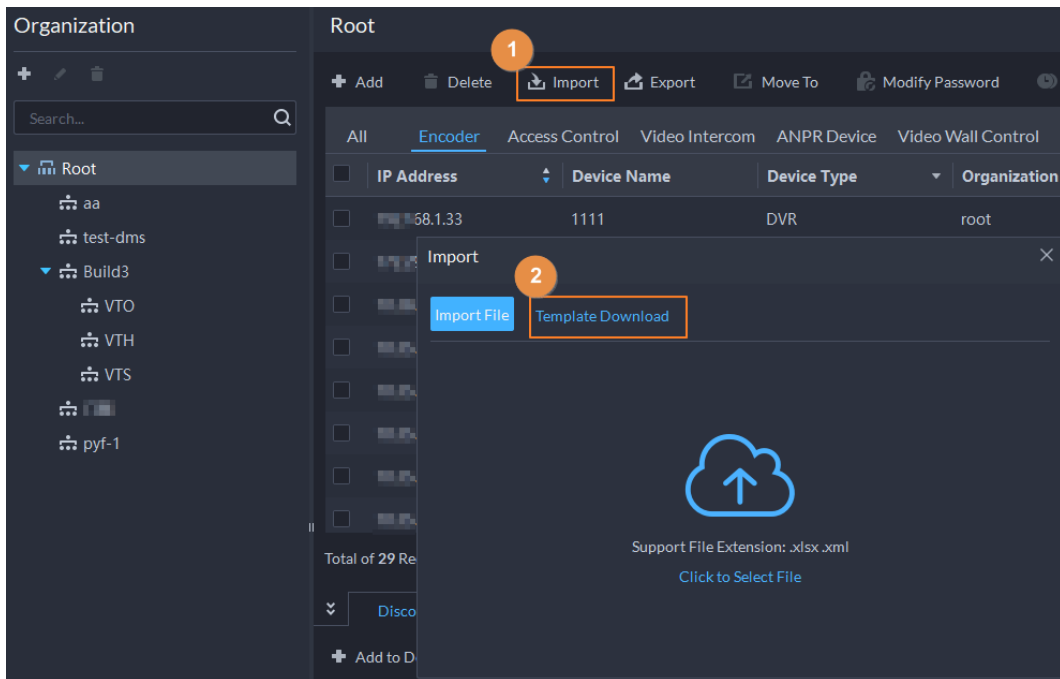 Organization
Root
1
Add Delete Import Export Move To Modify Password
Search...
All Encoder Access Control Video Intercom ANPR Device Video Wall Control
Root
IP Address Device Name Device Type Organization
aa
68.1.33 1111 DVR root
test-dms
Import
Build3
2
VTO
Import File Template Download
VTH
VTS
pyf-1
Support File Extension: .xlsx .xml
Total of 29 Re
Click to Select File
Disco
Add to D